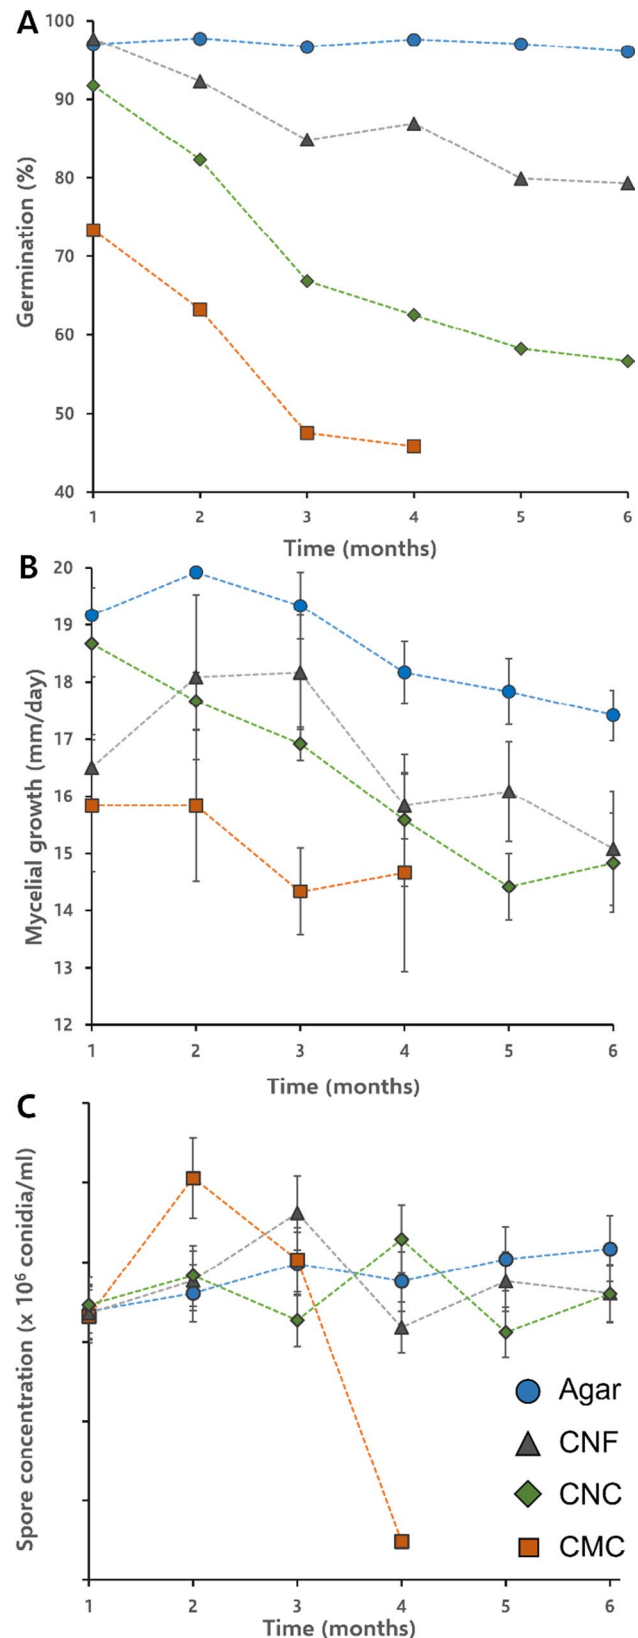 A
100
90
80
70
60
50
40
Germination (%)
1 2 3 4 5 6
Time (months)
B
20
19
18
17
16
15
14
13
12
Mycelial growth (mm/day)
1 2 3 4 5 6
Time (months)
C
Spore concentration (x 10⁶ conidia/ml)
Agar
CNF
CNC
CMC
1 2 3 4 5 6
Time (months)